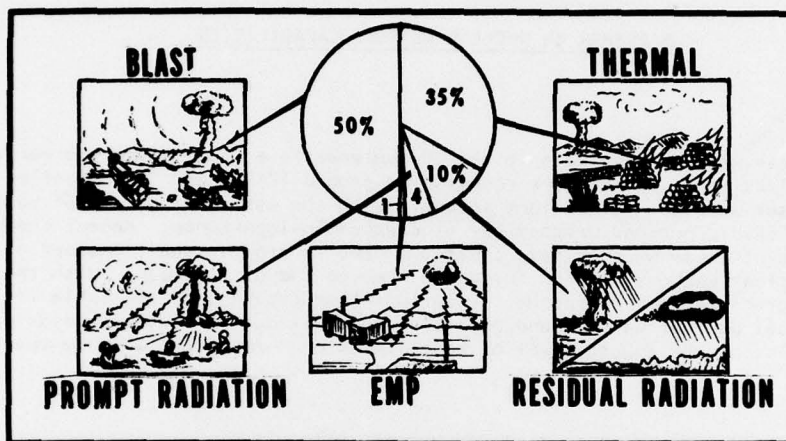 BLAST
THERMAL
50%
35%
10%
1
4
PROMPT RADIATION
EMP
RESIDUAL RADIATION